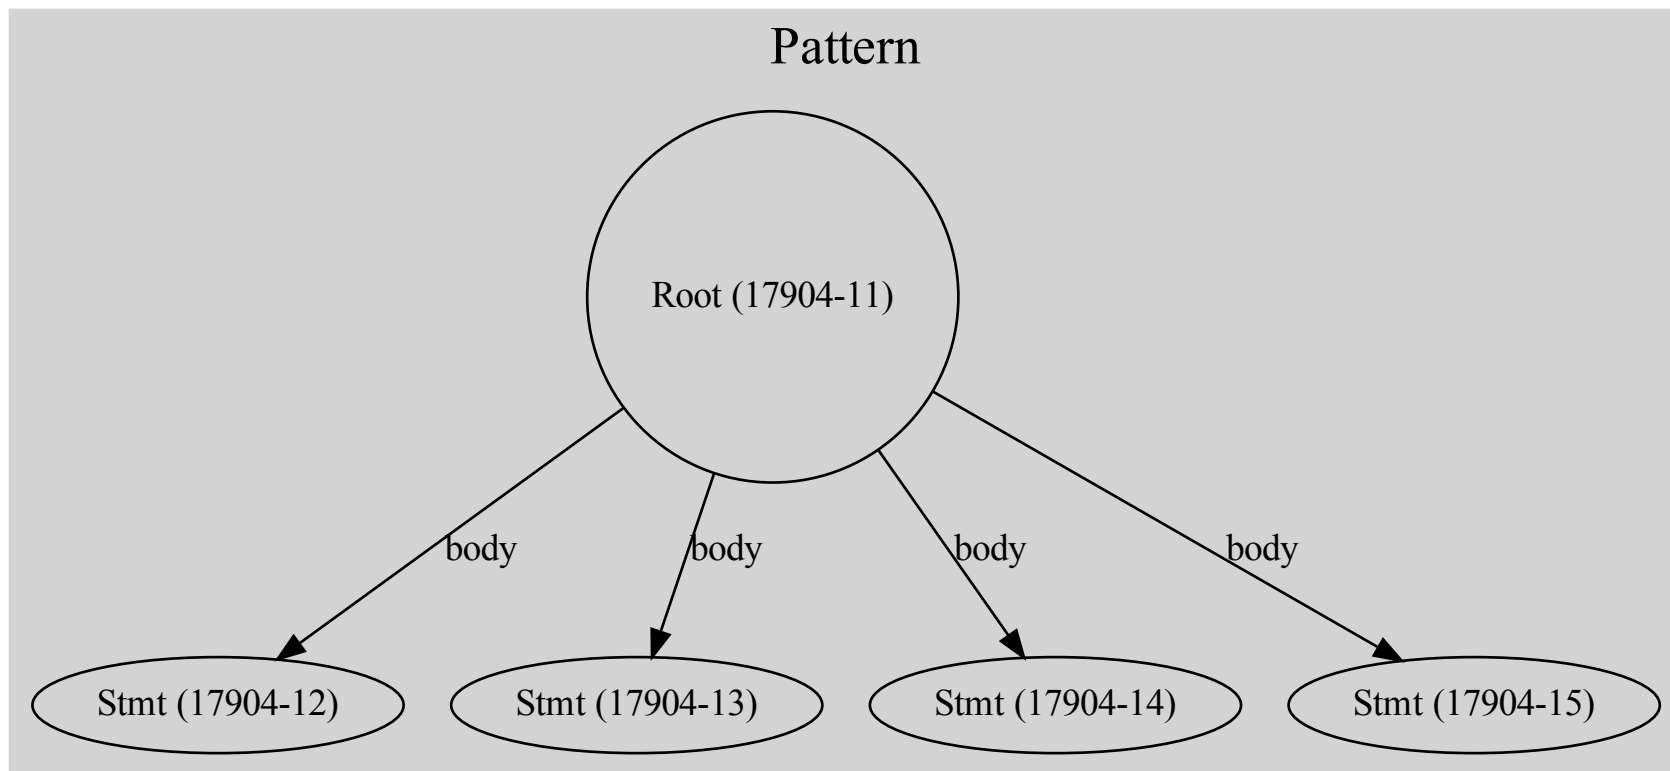 Pattern
Root (17904-11)
body
body
body
body
Stmt (17904-12)
Stmt (17904-13)
Stmt (17904-14)
Stmt (17904-15)